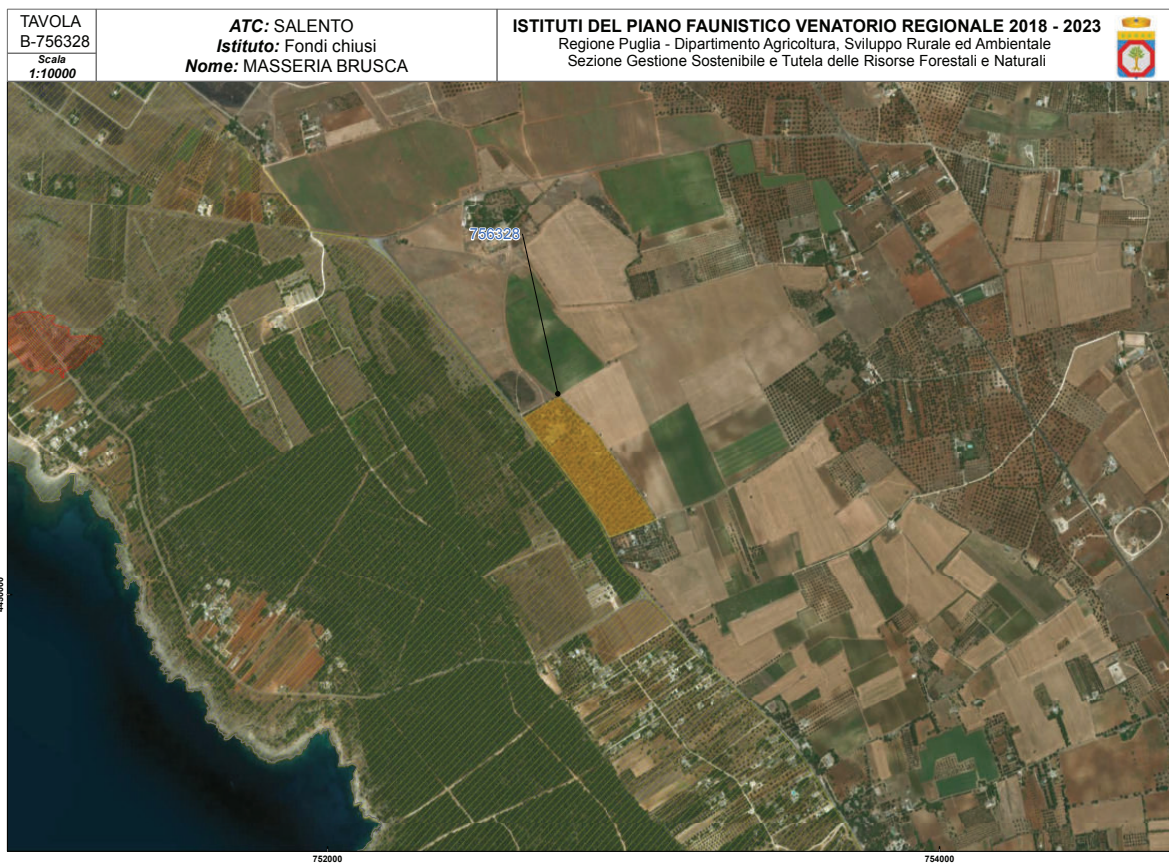 TAVOLA
B-756328
Scala
1:10000
ATC: SALENTO
Istituto: Fondi chiusi
Nome: MASSERIA BRUSCA
ISTITUTI DEL PIANO FAUNISTICO VENATORIO REGIONALE 2018 - 2023
Regione Puglia - Dipartimento Agricoltura, Sviluppo Rurale ed Ambientale
Sezione Gestione Sostenibile e Tutela delle Risorse Forestali e Naturali
756328
752000
754000